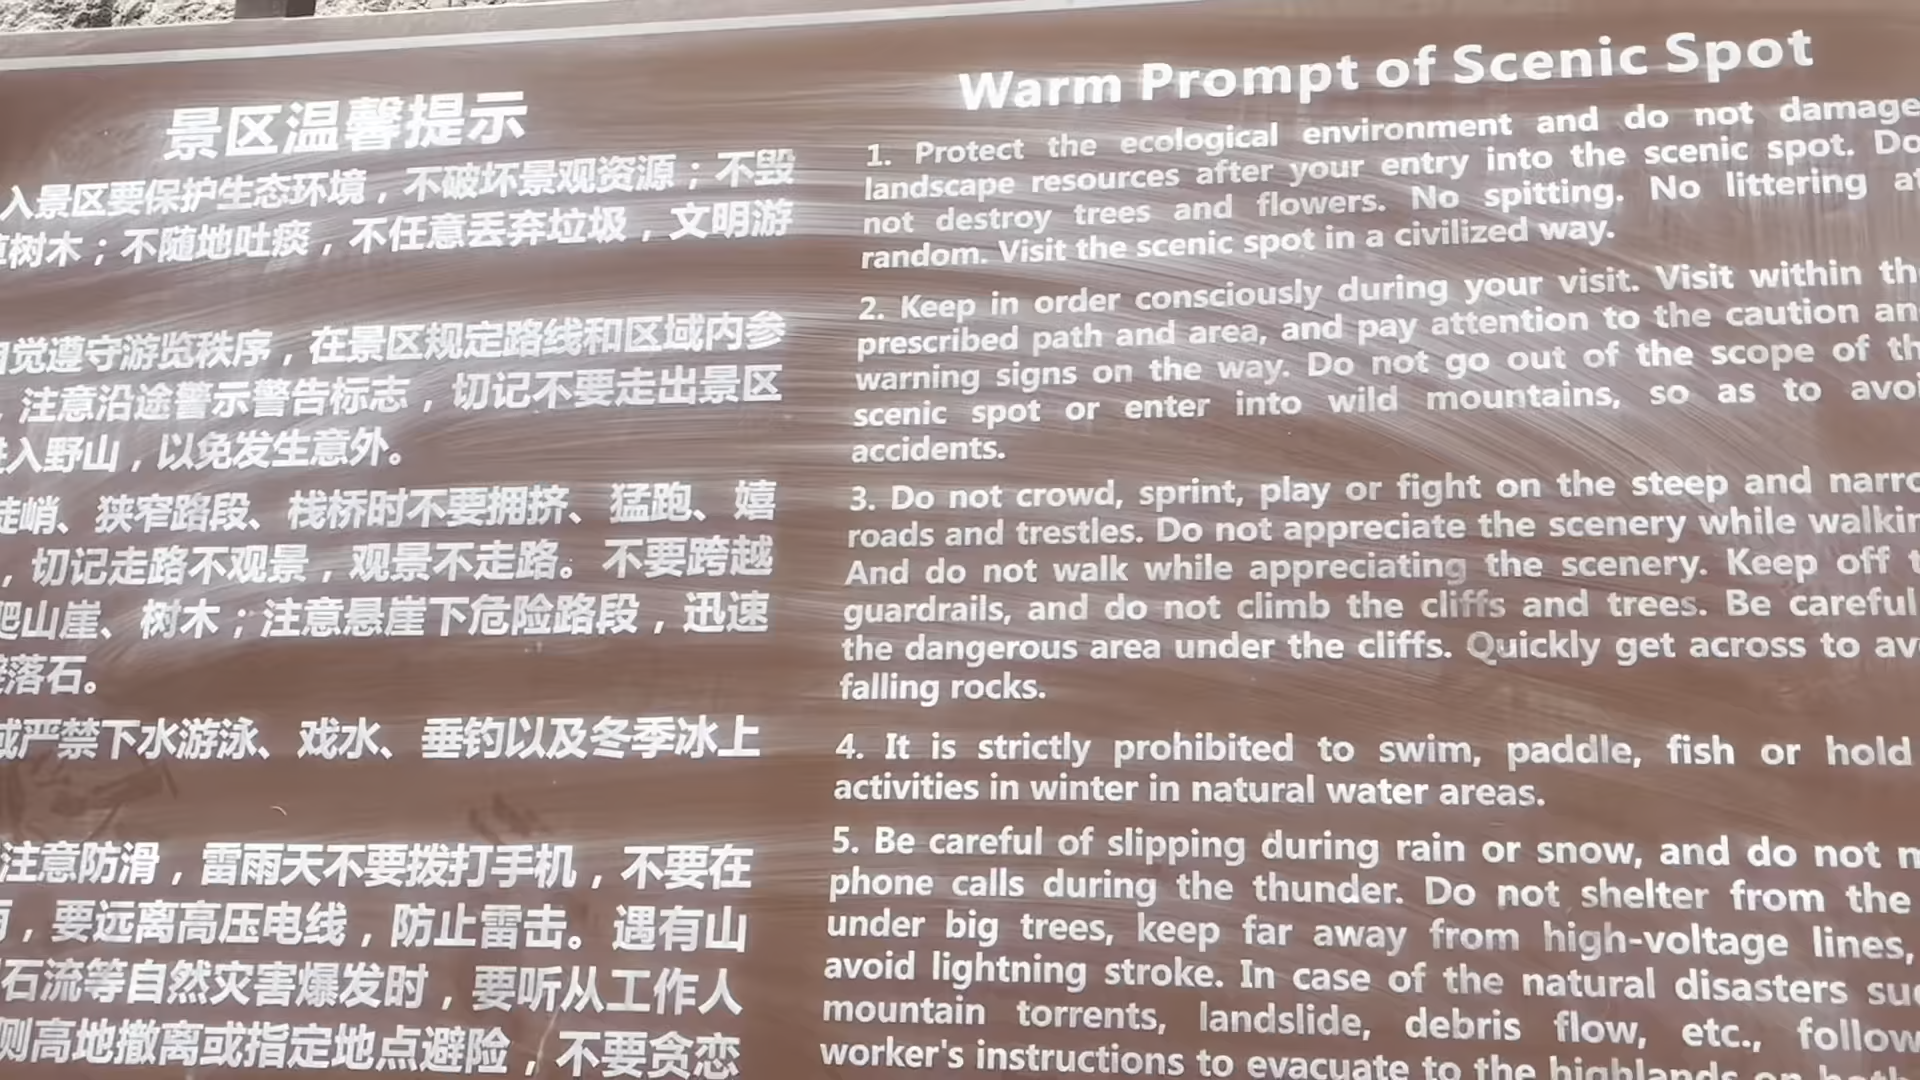 景区温馨提示
入景区要保护生态环境，不破坏景观资源；不毁
树木；不随地吐痰，不任意丢弃垃圾，文明游
觉遵守游览秩序，在景区规定路线和区域内参
，注意沿途警示警告标志，切记不要走出景区
入野山，以免发生意外。
峭、狭窄路段、栈桥时不要拥挤、猛跑、嬉
，切记走路不观景，观景不走路。不要跨越
爬山崖、树木；注意悬崖下危险路段，迅速
落石。
域严禁下水游泳、戏水、垂钓以及冬季冰上
注意防滑，雷雨天不要拨打手机，不要在
，要远离高压电线，防止雷击。遇有山
石流等自然灾害爆发时，要听从工作人
侧高地撤离或指定地点避险，不要贪恋
Warm Prompt of Scenic Spot
1. Protect the ecological environment and do not damage
landscape resources after your entry into the scenic spot. Do
not destroy trees and flowers. No spitting. No littering at
random. Visit the scenic spot in a civilized way.
2. Keep in order consciously during your visit. Visit within
prescribed path and area, and pay attention to the caution
warning signs on the way. Do not go out of the scope of
scenic spot or enter into wild mountains, so as to
accidents.
3. Do not crowd, sprint, play or fight on the steep and
roads and trestles. Do not appreciate the scenery while
And do not walk while appreciating the scenery. Keep off
guardrails, and do not climb the cliffs and trees. Be careful
the dangerous area under the cliffs. Quickly get across to
falling rocks.
4. It is strictly prohibited to swim, paddle, fish or hold
activities in winter in natural water areas.
5. Be careful of slipping during rain or snow, and do not
phone calls during the thunder. Do not shelter from the
under big trees, keep far away from high-voltage lines,
avoid lightning stroke. In case of the natural disasters
mountain torrents, landslide, debris flow, etc., follow
worker's instructions to evacuate to the highlands on